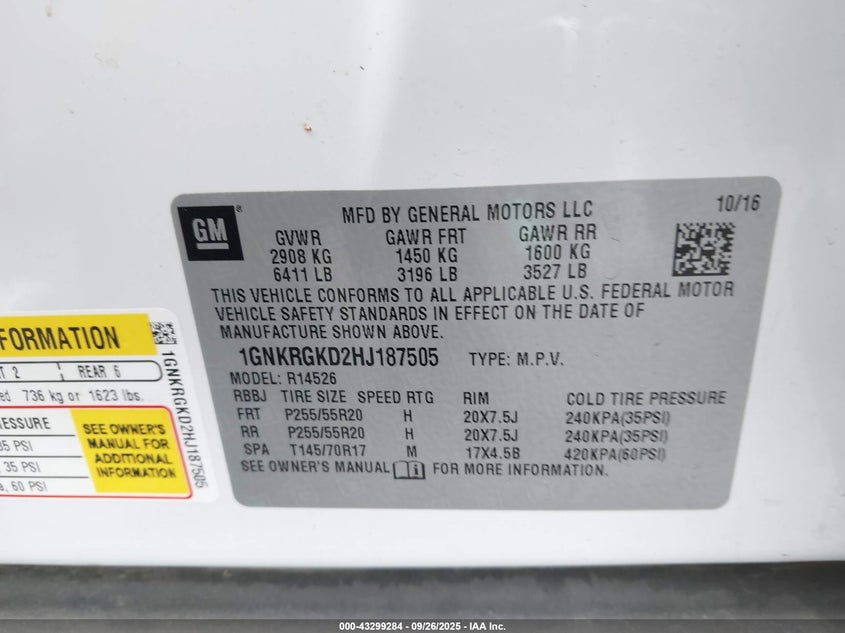 GM
®
MFD BY GENERAL MOTORS LLC
10/16
GVWR GAWR FRT GAWR RR
2908 KG 1450 KG 1600 KG
6411 LB 3196 LB 3527 LB
THIS VEHICLE CONFORMS TO ALL APPLICABLE U.S. FEDERAL MOTOR
VEHICLE SAFETY STANDARDS IN EFFECT ON THE DATE OF
MANUFACTURE SHOWN ABOVE.
1GNKRGKD2HJ187505 TYPE: M.P.V.
MODEL: R14526
RBBJ TIRE SIZE SPEED RTG RIM COLD TIRE PRESSURE
FRT P255/55R20 H 20X7.5J 240KPA(35PSI)
RR P255/55R20 H 20X7.5J 240KPA(35PSI)
SPA T145/70R17 M 17X4.5B 420KPA(60PSI)
SEE OWNER'S MANUAL FOR MORE INFORMATION.
FORMATION
2 REAR 6
736 kg or 1623 lbs.
35 PSI
, 35 PSI
, 60 PSI
SEE OWNER'S
MANUAL FOR
ADDITIONAL
INFORMATION
1GNKRGKD2HJ187505
000-43299284 - 09/26/2025 - IAA Inc.